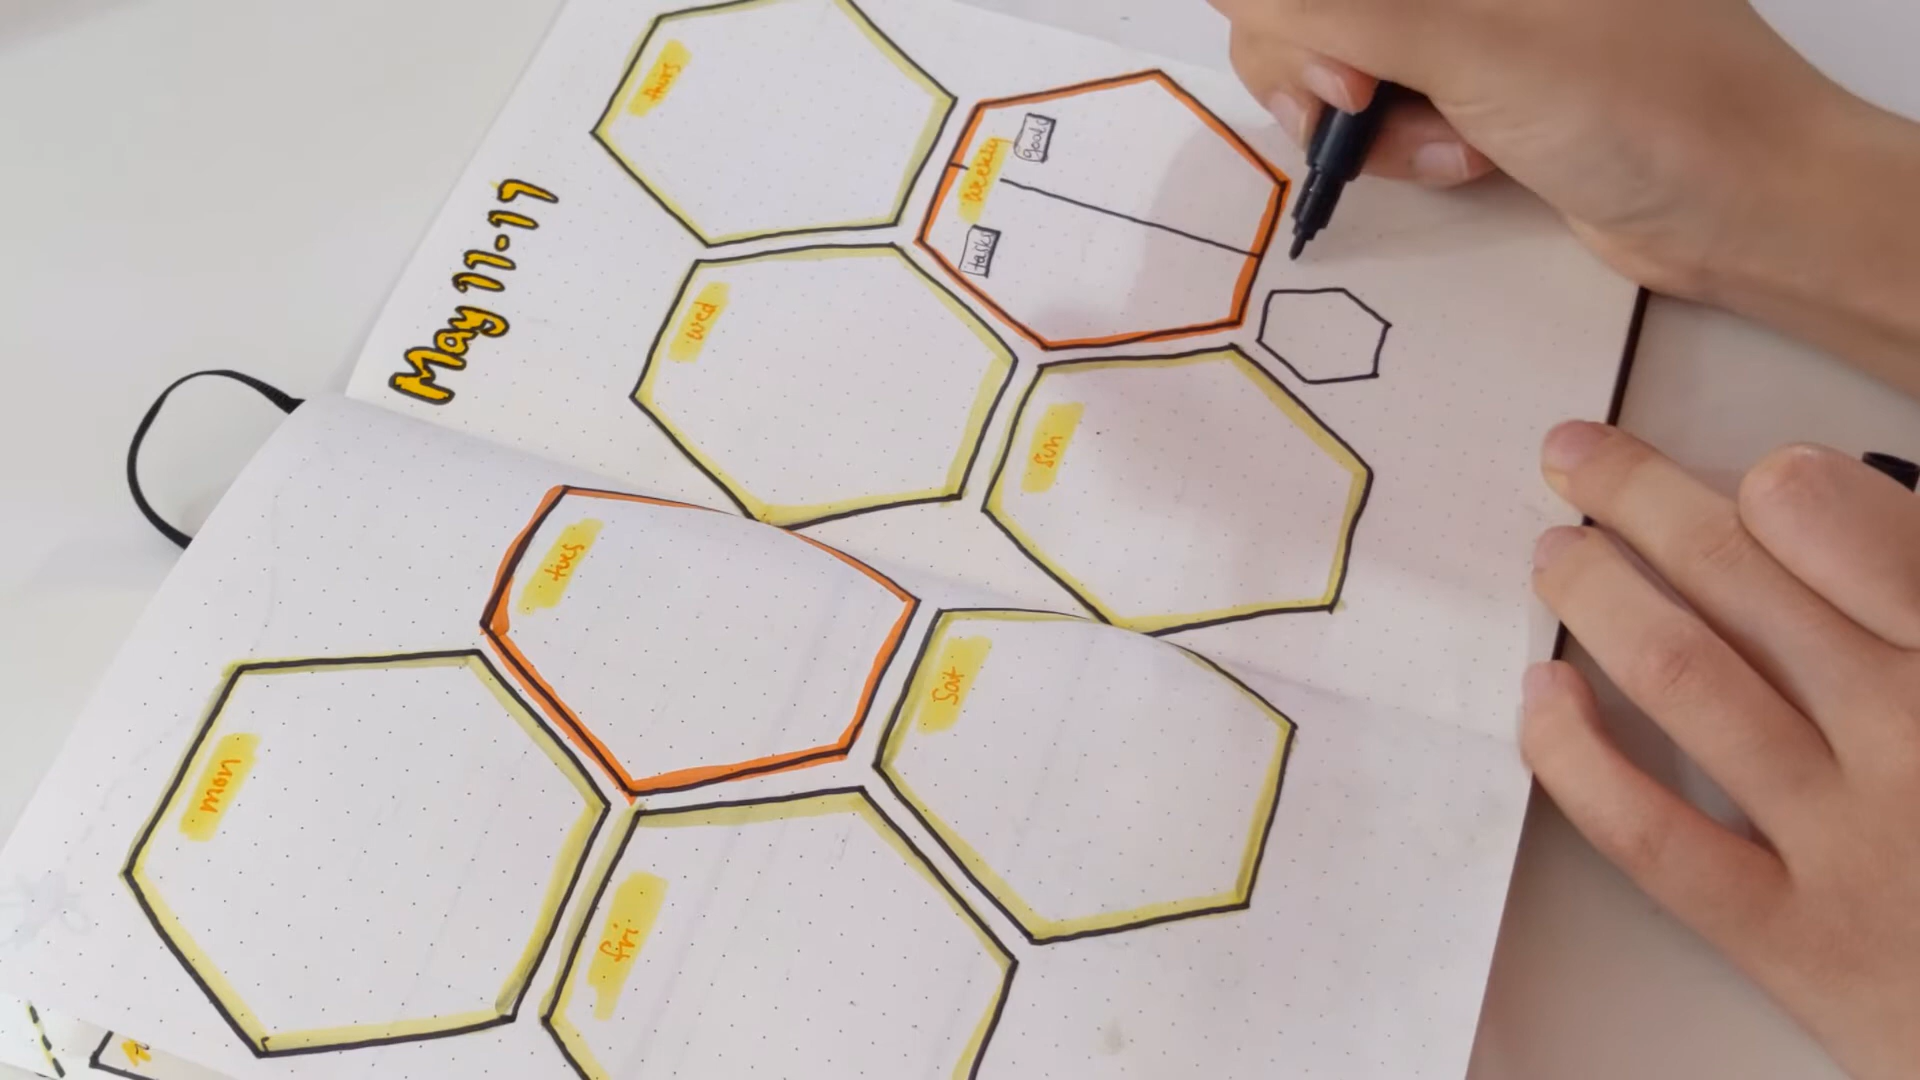 May 11-17
mon
tues
wed
thurs
fri
Sat
sun
weekly
tasks
goals